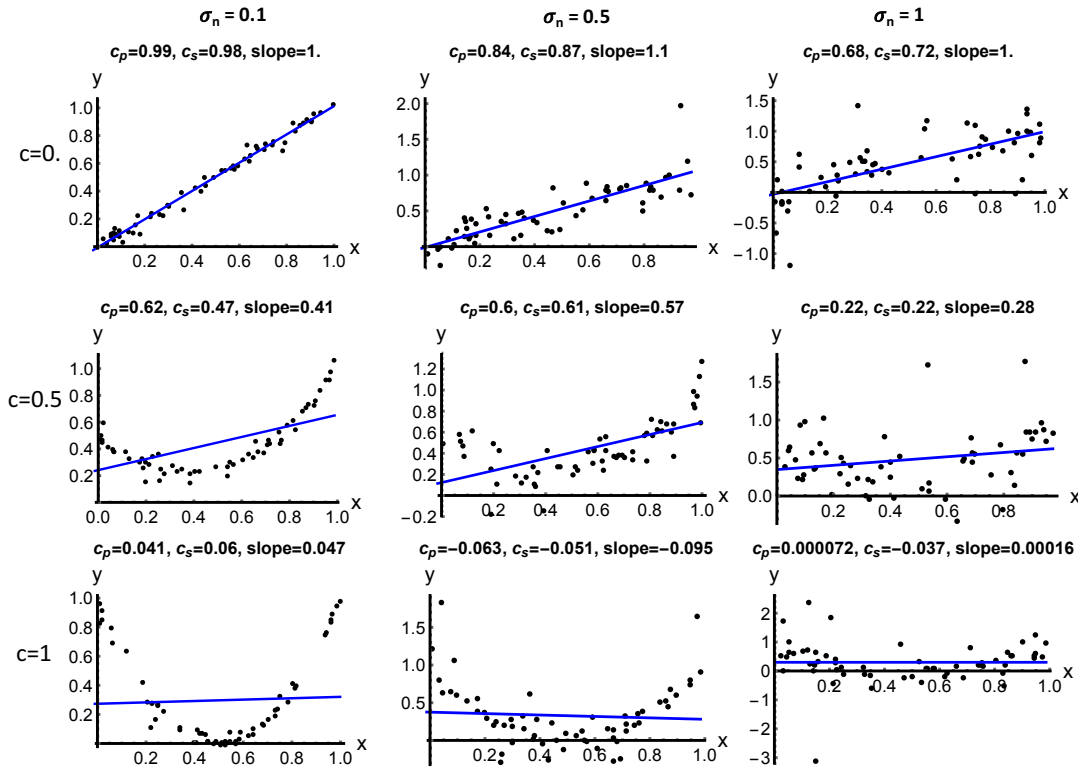 σn = 0.1 σn = 0.5 σn = 1
cp=0.99, cs=0.98, slope=1. cp=0.84, cs=0.87, slope=1.1 cp=0.68, cs=0.72, slope=1.
y y y
1.0 0.8 0.6 0.4 0.2 2.0 1.5 1.0 0.5 1.5 1.0 0.5 −0.5 −1.0
c=0.
0.2 0.4 0.6 0.8 1.0 x 0.2 0.4 0.6 0.8 x 0.2 0.4 0.6 0.8 1.0 x
cp=0.62, cs=0.47, slope=0.41 cp=0.6, cs=0.61, slope=0.57 cp=0.22, cs=0.22, slope=0.28
y y y
1.0 0.8 0.6 0.4 0.2 1.2 1.0 0.8 0.6 0.4 0.2 −0.2 1.5 1.0 0.5 0.0
c=0.5
0.0 0.2 0.4 0.6 0.8 1.0 x 0.2 0.4 0.6 0.8 1.0 x 0.2 0.4 0.6 0.8 x
cp=0.041, cs=0.06, slope=0.047 cp=−0.063, cs=−0.051, slope=−0.095 cp=0.000072, cs=−0.037, slope=0.00016
y y y
1.0 0.8 0.6 0.4 0.2 1.5 1.0 0.5 2 1 0 −1 −2 −3
c=1
0.2 0.4 0.6 0.8 1.0 x 0.2 0.4 0.6 0.8 1.0 x 0.2 0.4 0.6 0.8 1.0 x